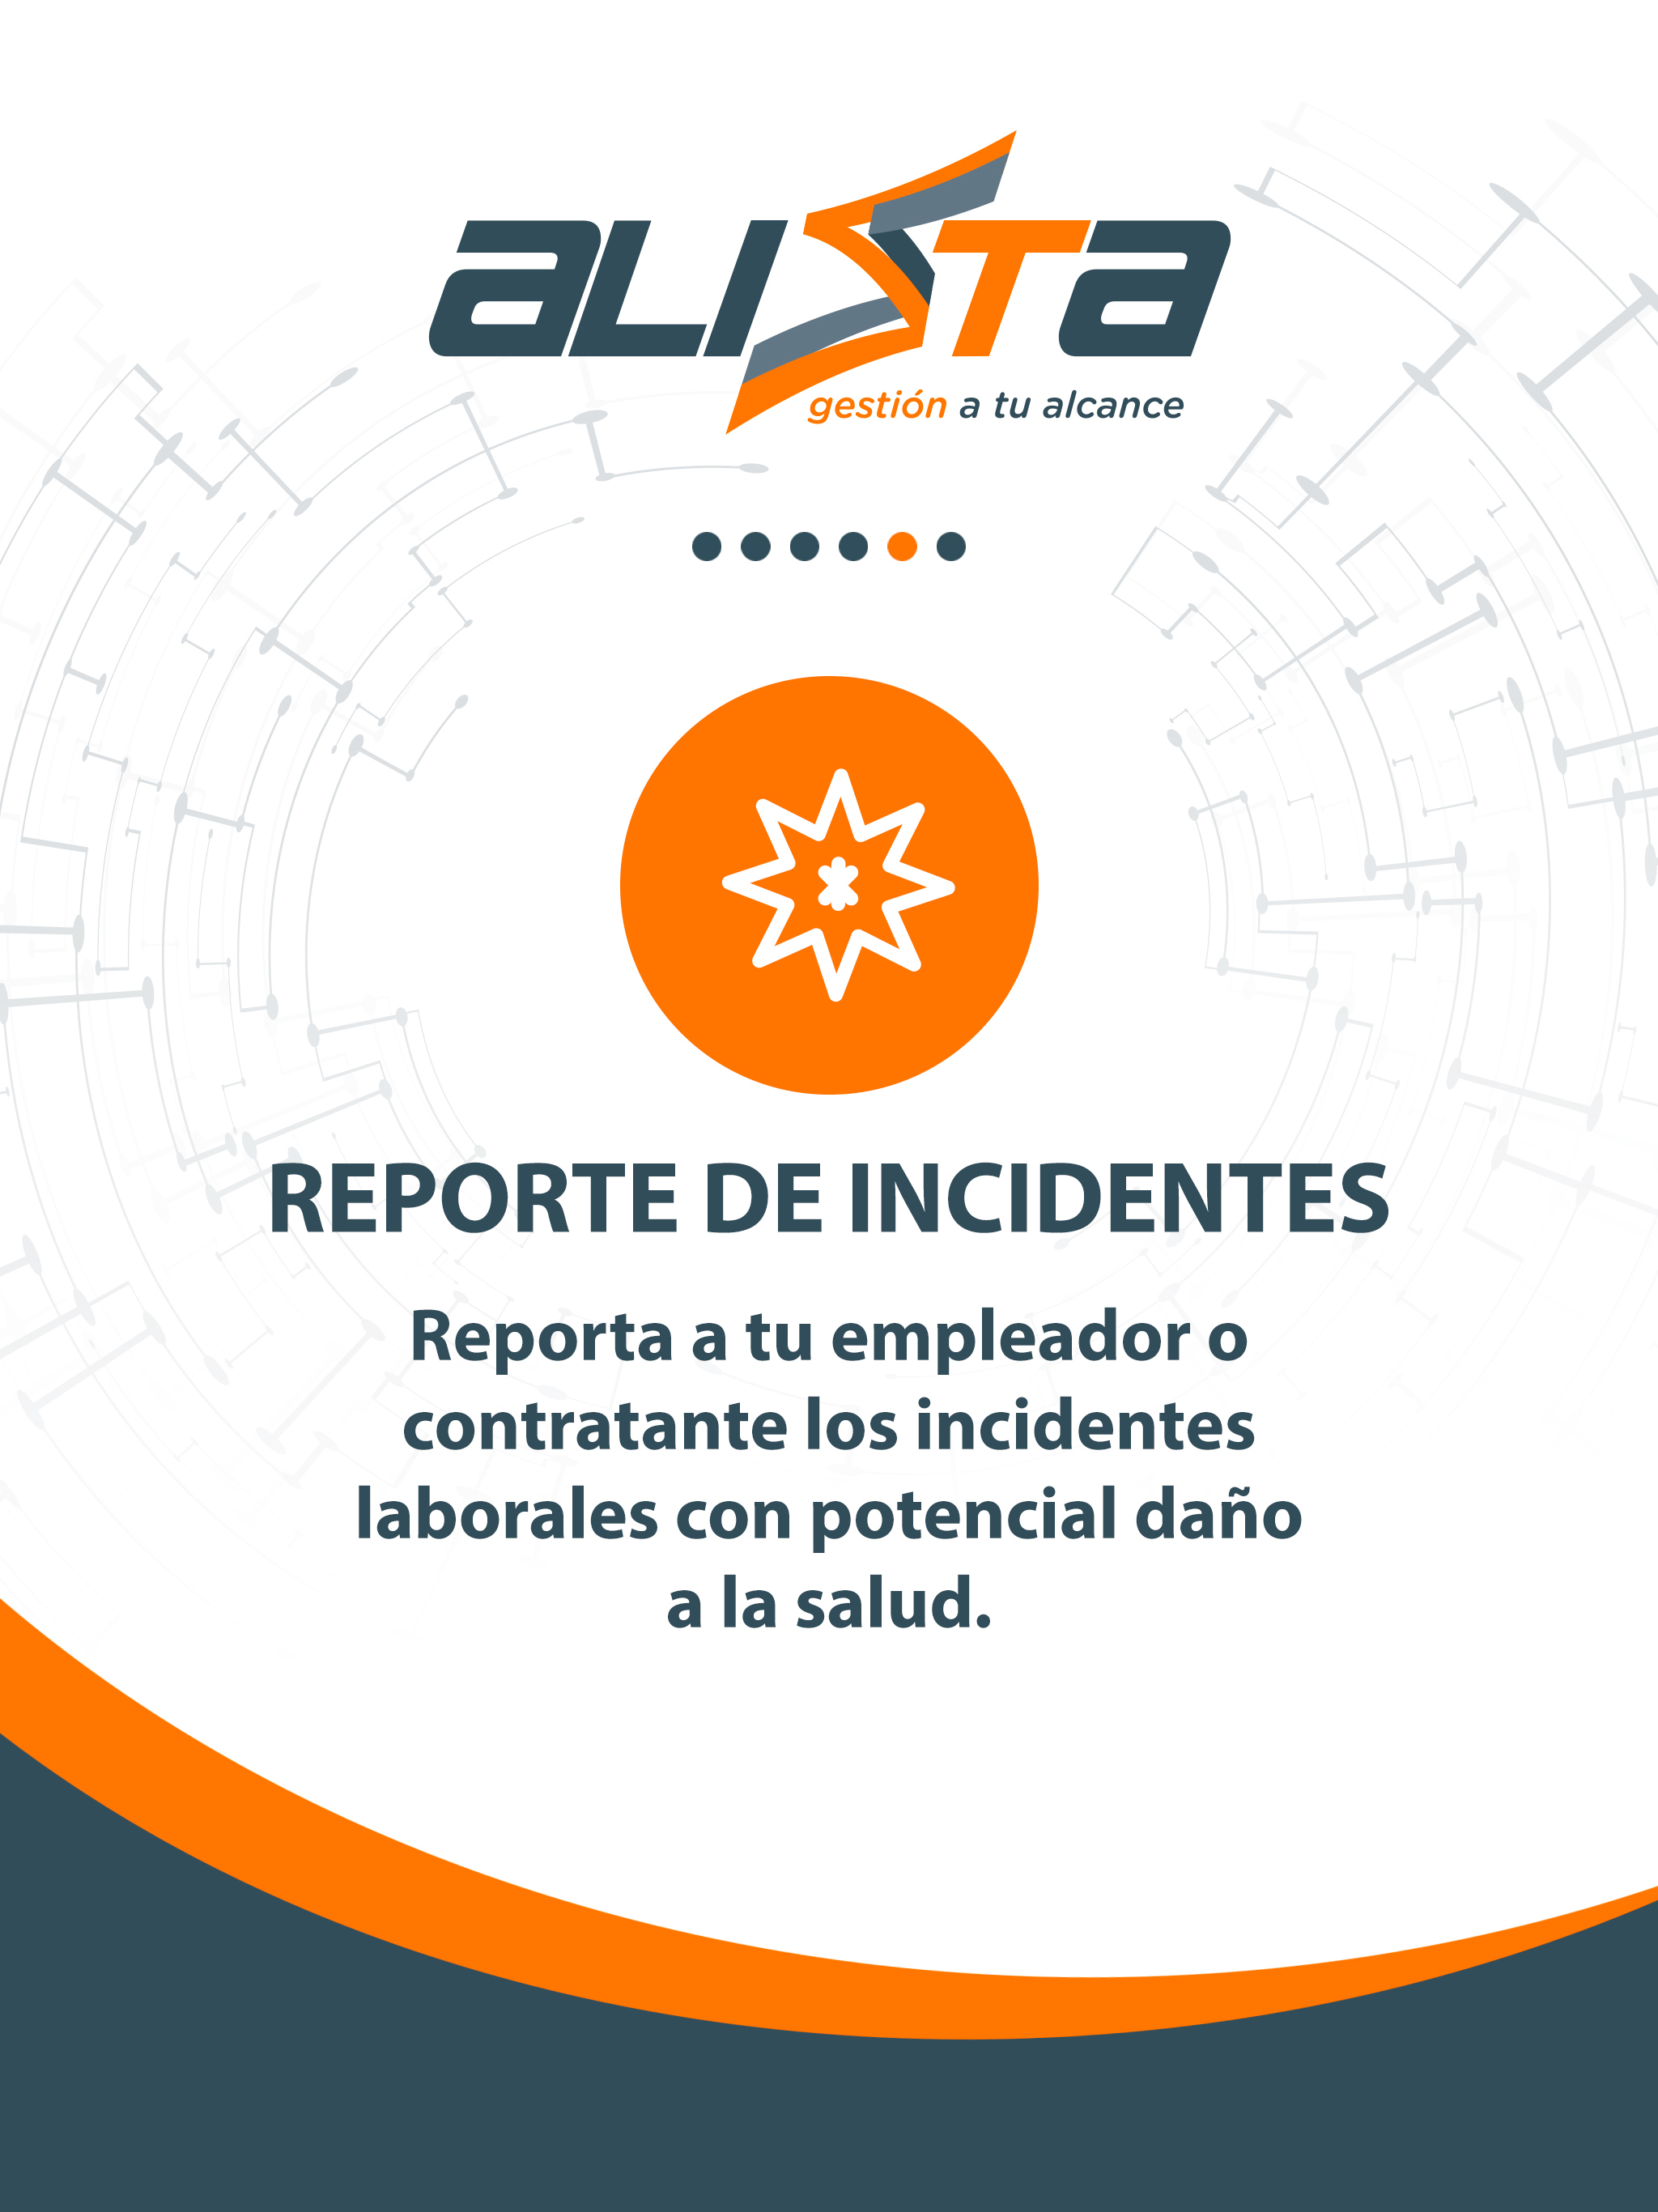 aLISTa
gestión a tu alcance
REPORTE DE INCIDENTES
Reporta a tu empleador o
contratante los incidentes
laborales con potencial daño
a la salud.